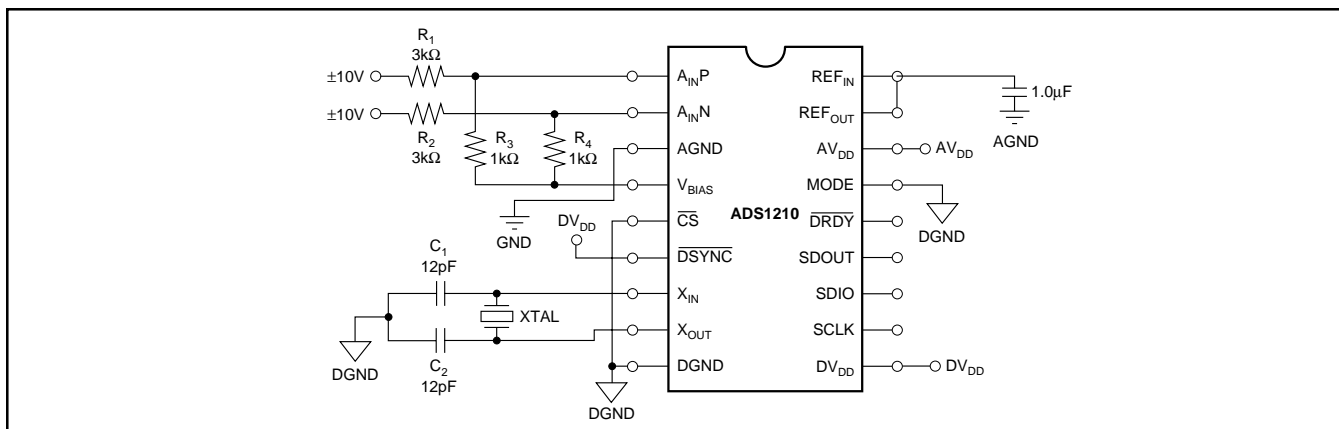 R1
3kΩ
±10V
±10V
R2
3kΩ
R3
1kΩ
R4
1kΩ
GND
DVDD
C1
12pF
XTAL
C2
12pF
DGND
DGND
AINP
AINN
AGND
VBIAS
CS
DSYNC
XIN
XOUT
DGND
ADS1210
REFIN
REFOUT
AVDD
MODE
DRDY
SDOUT
SDIO
SCLK
DVDD
1.0µF
AGND
AVDD
DGND
DVDD